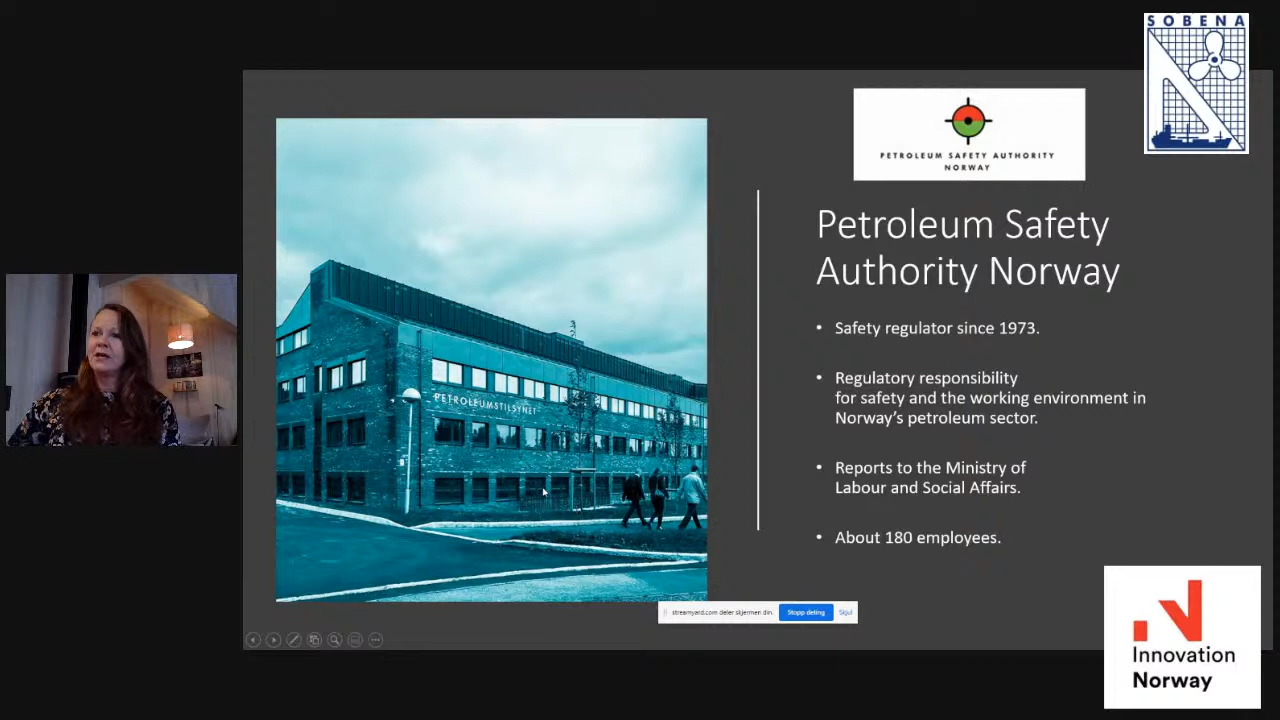 SOBENA
PETROLEUM SAFETY AUTHORITY
NORWAY
Petroleum Safety
Authority Norway
• Safety regulator since 1973.
• Regulatory responsibility
for safety and the working environment in
Norway’s petroleum sector.
• Reports to the Ministry of
Labour and Social Affairs.
• About 180 employees.
PETROLEUMSTILSYNET
streamyard.com deler skjermen din.
Stopp deling
Skjul
Innovation
Norway